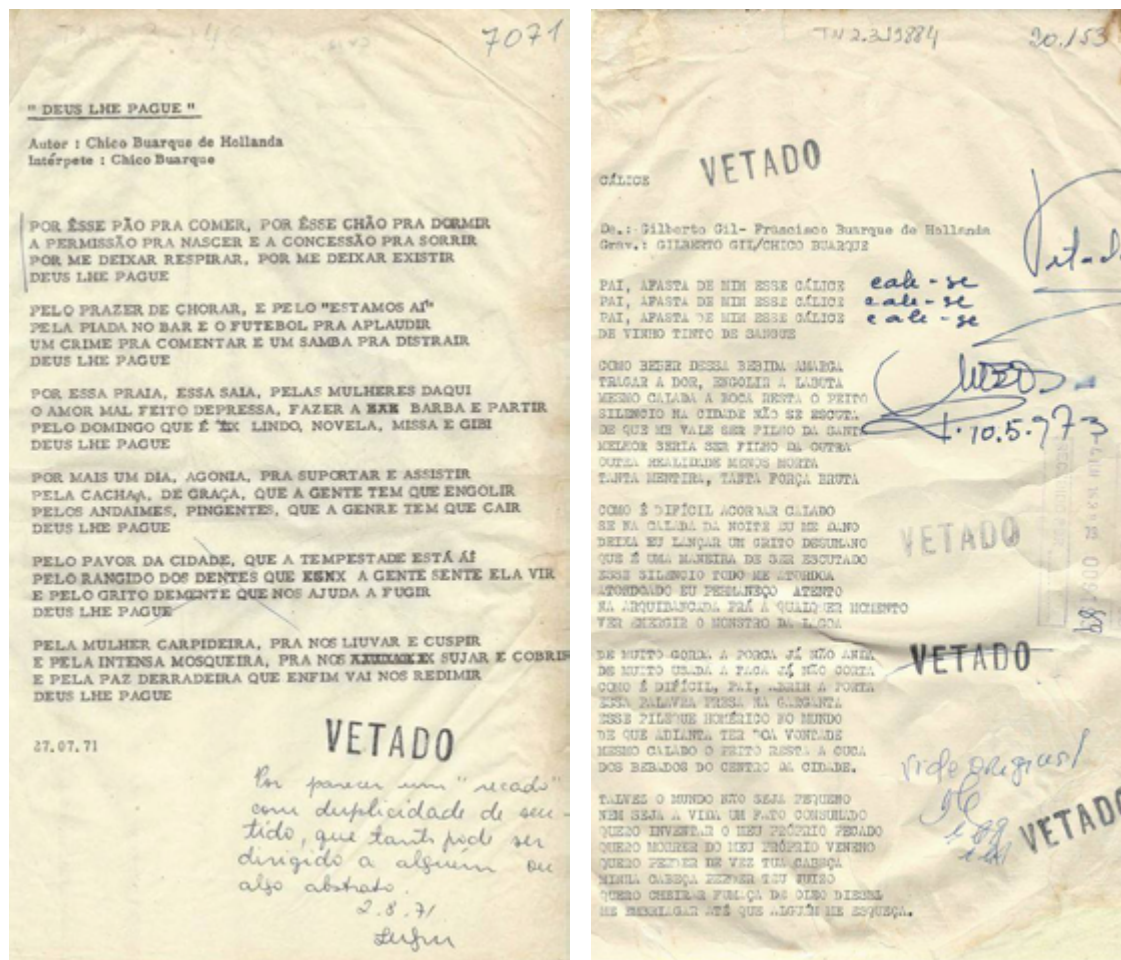 7071
" DEUS LHE PAGUE "
Autor : Chico Buarque de Hollanda
Intérpete : Chico Buarque
POR ÊSSE PÃO PRA COMER, POR ÊSSE CHÃO PRA DORMIR
A PERMISSÃO PRA NASCER E A CONCESSÃO PRA SORRIR
POR ME DEIXAR RESPIRAR, POR ME DEIXAR EXISTIR
DEUS LHE PAGUE
PELO PRAZER DE CHORAR, E PELO "ESTAMOS AÍ"
PELA PIADA NO BAR E O FUTEBOL PRA APLAUDIR
UM CRIME PRA COMENTAR E UM SAMBA PRA DISTRAIR
DEUS LHE PAGUE
POR ESSA PRAIA, ESSA SAIA, PELAS MULHERES DAQUI
O AMOR MAL FEITO DEPRESSA, FAZER A BARBA E PARTIR
PELO DOMINGO QUE É LINDO, NOVELA, MISSA E GIBI
DEUS LHE PAGUE
POR MAIS UM DIA, AGONIA, PRA SUPORTAR E ASSISTIR
PELA CACHAÇA, DE GRAÇA, QUE A GENTE TEM QUE ENGOLIR
PELOS ANDAIMES, PINGENTES, QUE A GENRE TEM QUE CAIR
DEUS LHE PAGUE
PELO PAVOR DA CIDADE, QUE A TEMPESTADE ESTÁ AÍ
PELO RANGIDO DOS DENTES QUE A GENTE SENTE ELA VIR
E PELO GRITO DEMENTE QUE NOS AJUDA A FUGIR
DEUS LHE PAGUE
PELA MULHER CARPIDEIRA, PRA NOS LIUVAR E CUSPIR
E PELA INTENSA MOSQUEIRA, PRA NOS SUJAR E COBRIR
E PELA PAZ DERRADEIRA QUE ENFIM VAI NOS REDIMIR
DEUS LHE PAGUE
27.07.71
VETADO
Por parecer um "recado"
com duplicidade de sen-
tido, que tanto pode ser
dirigido a alguém ou
algo abstrato.
2.8.71
TN 2.3.19884
20.153
VETADO
CÁLICE
De.: Gilberto Gil- Francisco Buarque de Hollanda
Grav.: GILBERTO GIL/CHICO BUARQUE
Vetado
PAI, AFASTA DE MIM ESSE CÁLICE cale-se
PAI, AFASTA DE MIM ESSE CÁLICE cale-se
PAI, AFASTA DE MIM ESSE CÁLICE cale-se
DE VINHO TINTO DE SANGUE
COMO BEBER DESSA BEBIDA AMARGA
TRAGAR A DOR, ENGOLIR A LABUTA
MESMO CALADA A BOCA RESTA O PEITO
SILENCIO NA CIDADE NÃO SE ESCUTA
DE QUE ME VALE SER FILHO DA SANTA
MELHOR SERIA SER FILHO DA OUTRA
OUTRA REALIDADE MENOS MORTA
TANTA MENTIRA, TANTA FORÇA BRUTA
10.5.973
COMO É DIFÍCIL ACORDAR CALADO
SE NA CALADA DA NOITE EU ME DANO
DEIXA EU LANÇAR UM GRITO DESUMANO
QUE É UMA MANEIRA DE SER ESCUTADO
ESSE SILENCIO TODO ME ATORDOA
ATORDOADO EU PERMANEÇO ATENTO
NA ARQUIBANCADA PRÁ A QUALQUER MOMENTO
VER EMERGIR O MONSTRO DA LAGOA
VETADO
DE MUITO GORDA A PORCA JÁ NÃO ANDA
DE MUITO USADA A FACA JÁ NÃO CORTA
COMO É DIFÍCIL, PAI, ABRIR A PORTA
ESSA PALAVRA PRESA NA GARGANTA
ESSE PILEQUE HOMÉRICO NO MUNDO
DE QUE ADIANTA TER BOA VONTADE
MESMO CALADO O PEITO RESTA A CUCA
DOS BEBADOS DO CENTRO DA CIDADE.
VETADO
vide original
TALVEZ O MUNDO NÃO SEJA PEQUENO
NEM SEJA A VIDA UM FATO CONSUMADO
QUERO INVENTAR O MEU PRÓPRIO PECADO
QUERO MORRER DO MEU PRÓPRIO VENENO
QUERO PERDER DE VEZ TUA CABEÇA
MINHA CABEÇA PERDER TEU JUIZO
QUERO CHEIRAR FUMAÇA DE OLEO DIESEL
ME EMBRIAGAR ATÉ QUE ALGUÉM ME ESQUEÇA.
VETADO